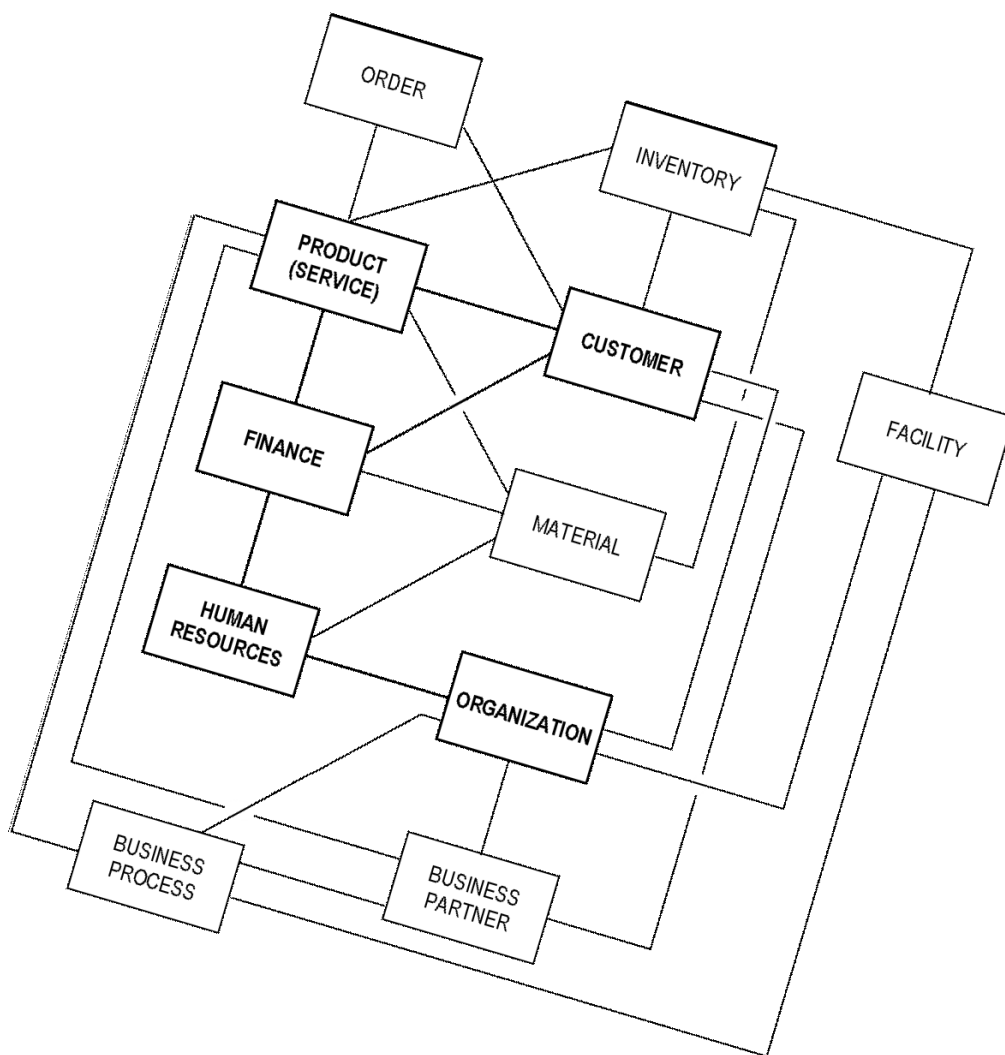 ORDER
INVENTORY
PRODUCT
(SERVICE)
CUSTOMER
FINANCE
FACILITY
MATERIAL
HUMAN
RESOURCES
ORGANIZATION
BUSINESS
PROCESS
BUSINESS
PARTNER